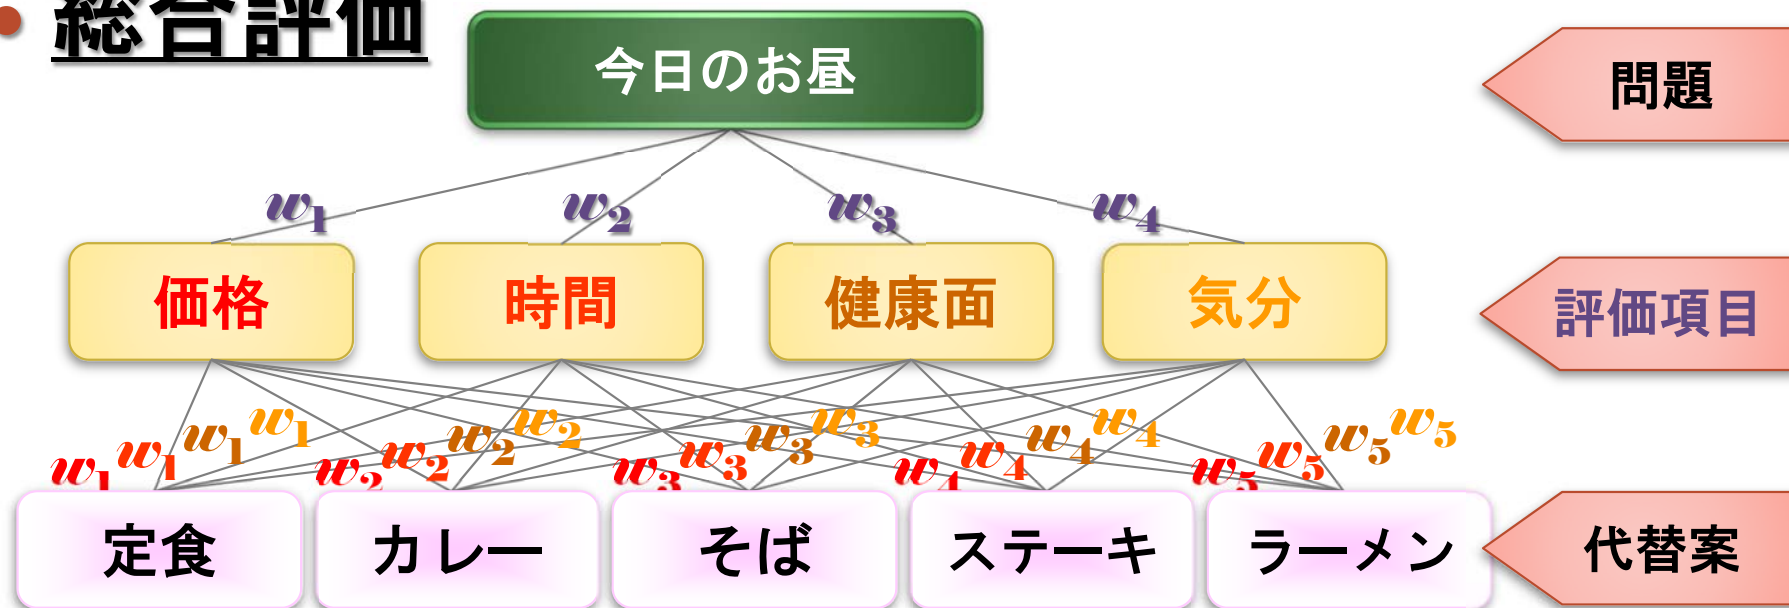 • 総合評価
今日のお昼
問題
w1 w2 w3 w4
価格 時間 健康面 気分
評価項目
w1 w1 w1 w1 w2 w2 w2 w2 w3 w3 w3 w3 w4 w4 w4 w4 w5 w5 w5 w5
定食 カレー そば ステーキ ラーメン
代替案